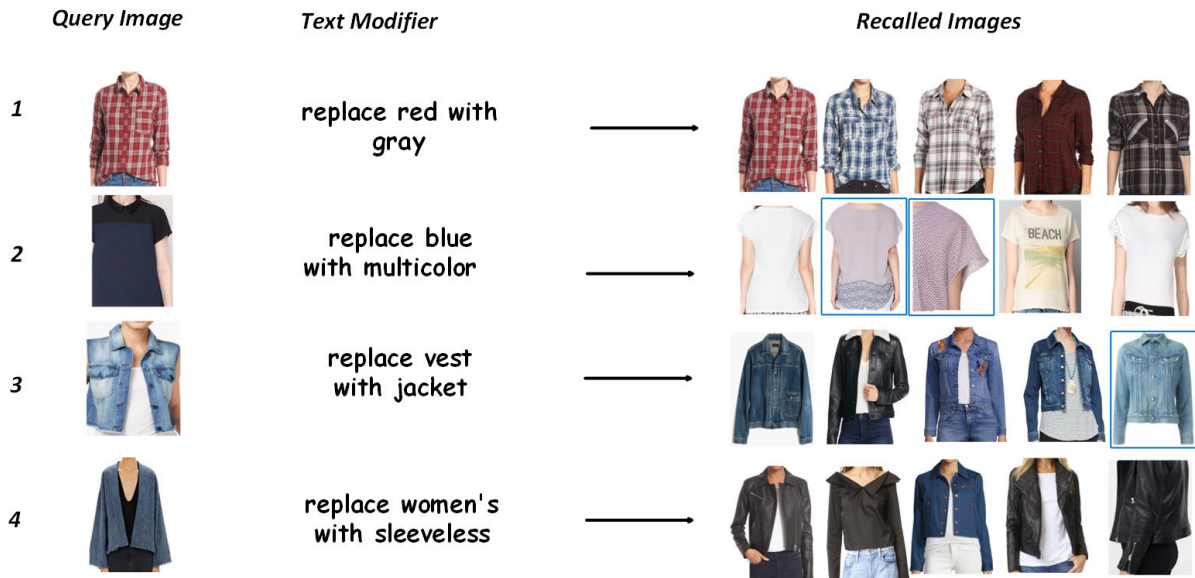 Query Image
Text Modifier
Recalled Images
1
replace red with
gray
2
replace blue
with multicolor
BEACH
3
replace vest
with jacket
4
replace women's
with sleeveless